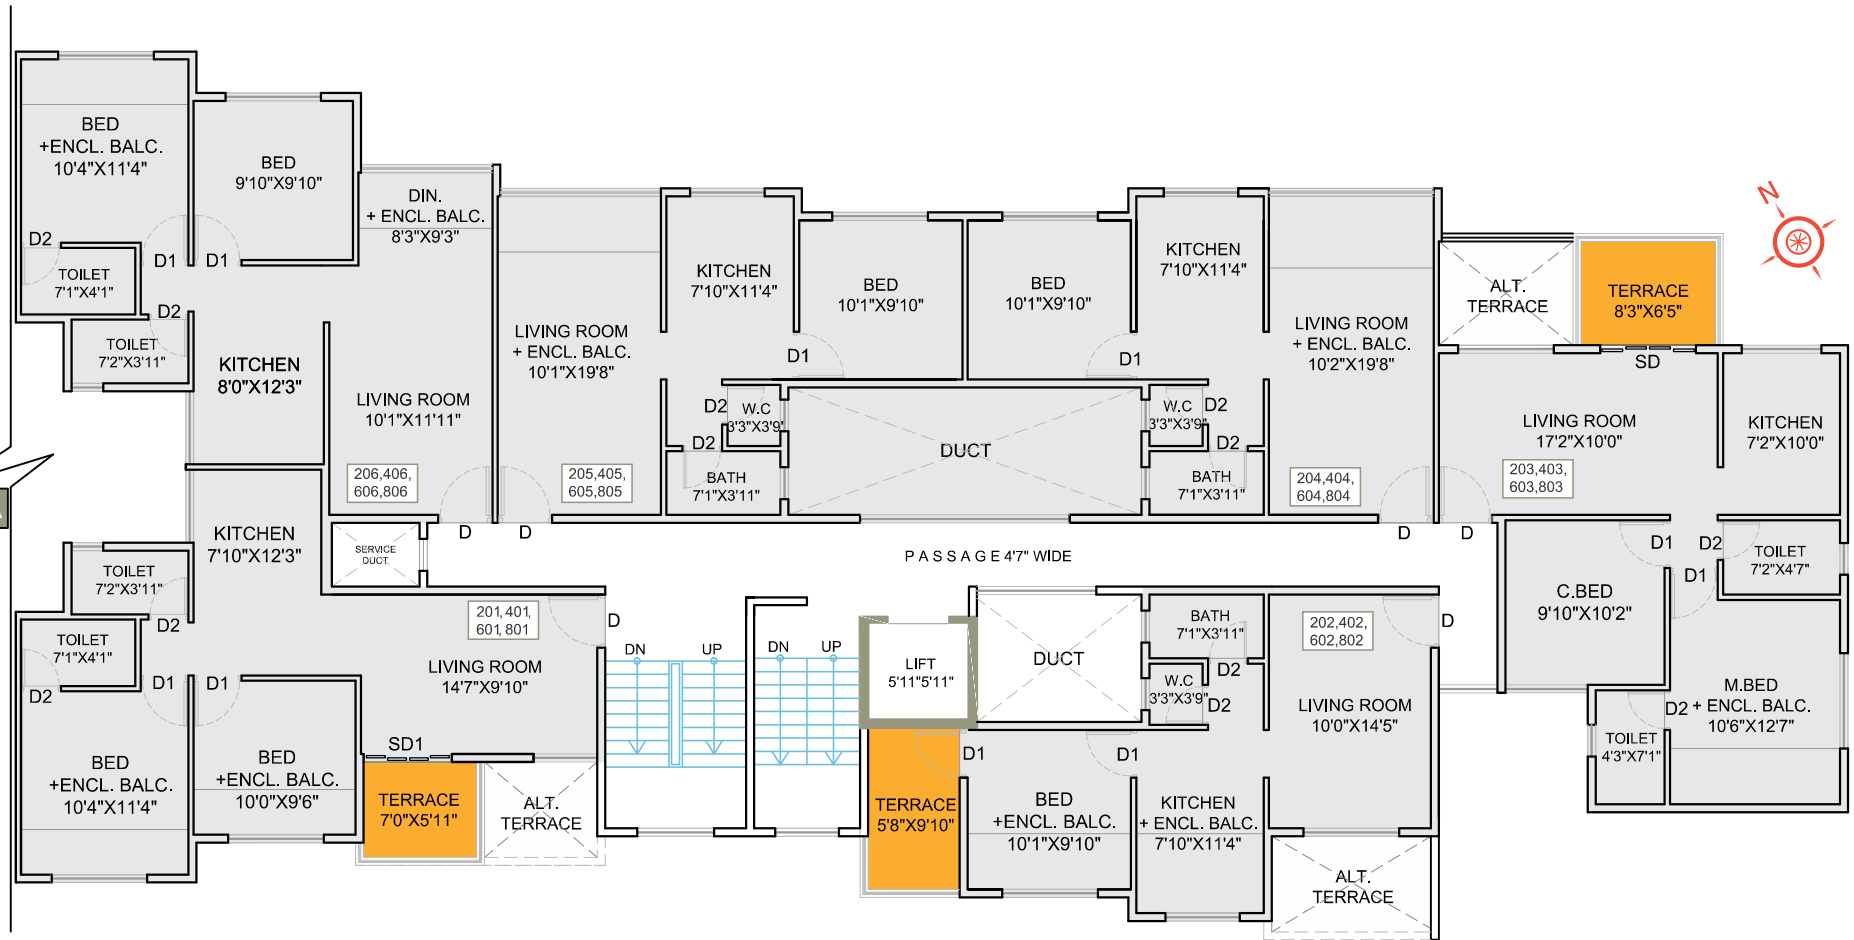 BED
+ENCL. BALC.
10'4"X11'4"
BED
9'10"X9'10"
DIN.
+ ENCL. BALC.
8'3"X9'3"
D2
D1
D1
TOILET
7'1"X4'1"
D2
TOILET
7'2"X3'11"
KITCHEN
8'0"X12'3"
LIVING ROOM
10'1"X11'11"
206,406,
606,806
LIVING ROOM
+ ENCL. BALC.
10'1"X19'8"
205,405,
605,805
KITCHEN
7'10"X11'4"
BED
10'1"X9'10"
D1
D2
W.C
3'3"X3'9"
D2
BATH
7'1"X3'11"
DUCT
BED
10'1"X9'10"
D1
KITCHEN
7'10"X11'4"
W.C
3'3"X3'9"
D2
D2
BATH
7'1"X3'11"
LIVING ROOM
+ ENCL. BALC.
10'2"X19'8"
204,404,
604,804
N
ALT.
TERRACE
TERRACE
8'3"X6'5"
SD
LIVING ROOM
17'2"X10'0"
KITCHEN
7'2"X10'0"
203,403,
603,803
D
D
D
D
PASSAGE 4'7" WIDE
SERVICE
DUCT
KITCHEN
7'10"X12'3"
TOILET
7'2"X3'11"
D2
TOILET
7'1"X4'1"
D2
D1
D1
201,401,
601,801
D
LIVING ROOM
14'7"X9'10"
SD1
BED
+ENCL. BALC.
10'4"X11'4"
BED
+ENCL. BALC.
10'0"X9'6"
TERRACE
7'0"X5'11"
ALT.
TERRACE
DN
UP
DN
UP
LIFT
5'11"5'11"
DUCT
BATH
7'1"X3'11"
D2
W.C
3'3"X3'9"
D2
202,402,
602,802
D
LIVING ROOM
10'0"X14'5"
D1
D1
TERRACE
5'8"X9'10"
BED
+ENCL. BALC.
10'1"X9'10"
KITCHEN
+ ENCL. BALC.
7'10"X11'4"
ALT.
TERRACE
D1
D2
D1
TOILET
7'2"X4'7"
C.BED
9'10"X10'2"
M.BED
+ ENCL. BALC.
10'6"X12'7"
D2
TOILET
4'3"X7'1"